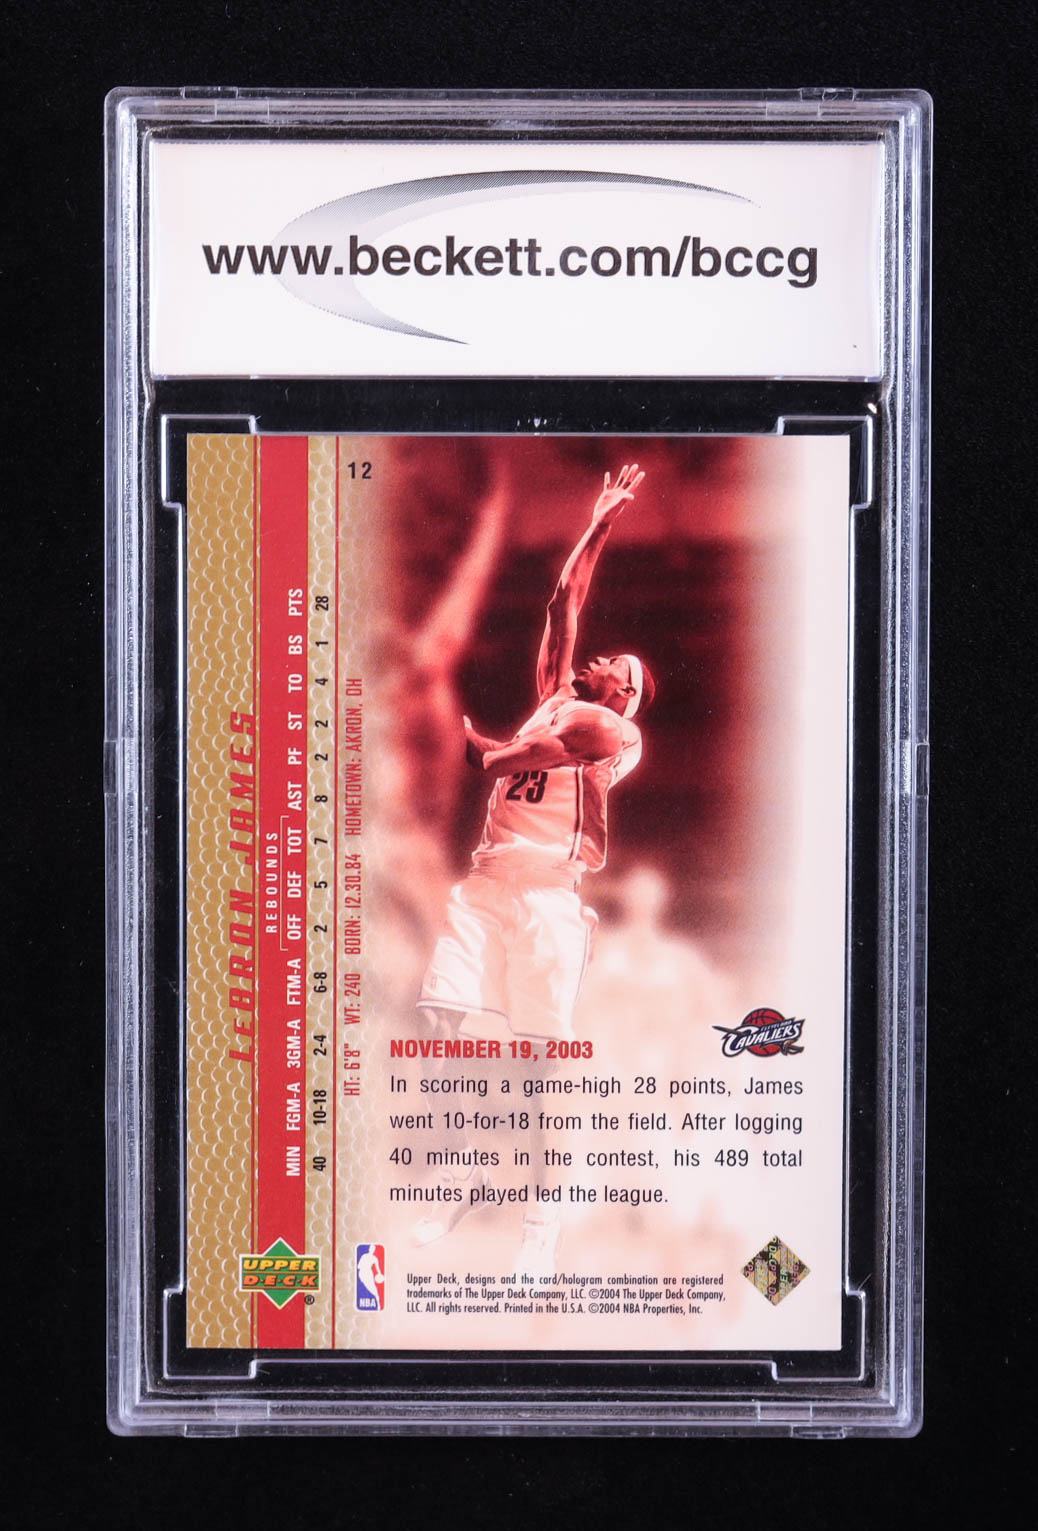 www.beckett.com/bccg
12
LEBRON JAMES
REBOUNDS
MIN FGM-A 3GM-A FTM-A OFF DEF TOT AST PF ST TO BS PTS
40 10-18 2-4 6-8 2 5 7 8 2 2 4 1 28
HT: 6'8" WT: 240 BORN: 12.30.84 HOMETOWN: AKRON, OH
23
CLEVELAND
CAVALIERS
NOVEMBER 19, 2003
In scoring a game-high 28 points, James
went 10-for-18 from the field. After logging
40 minutes in the contest, his 489 total
minutes played led the league.
UPPER
D·E·C·K
®
NBA
Upper Deck, designs and the card/hologram combination are registered
trademarks of The Upper Deck Company, LLC. ©2004 The Upper Deck Company,
LLC. All rights reserved. Printed in the U.S.A. ©2004 NBA Properties, Inc.